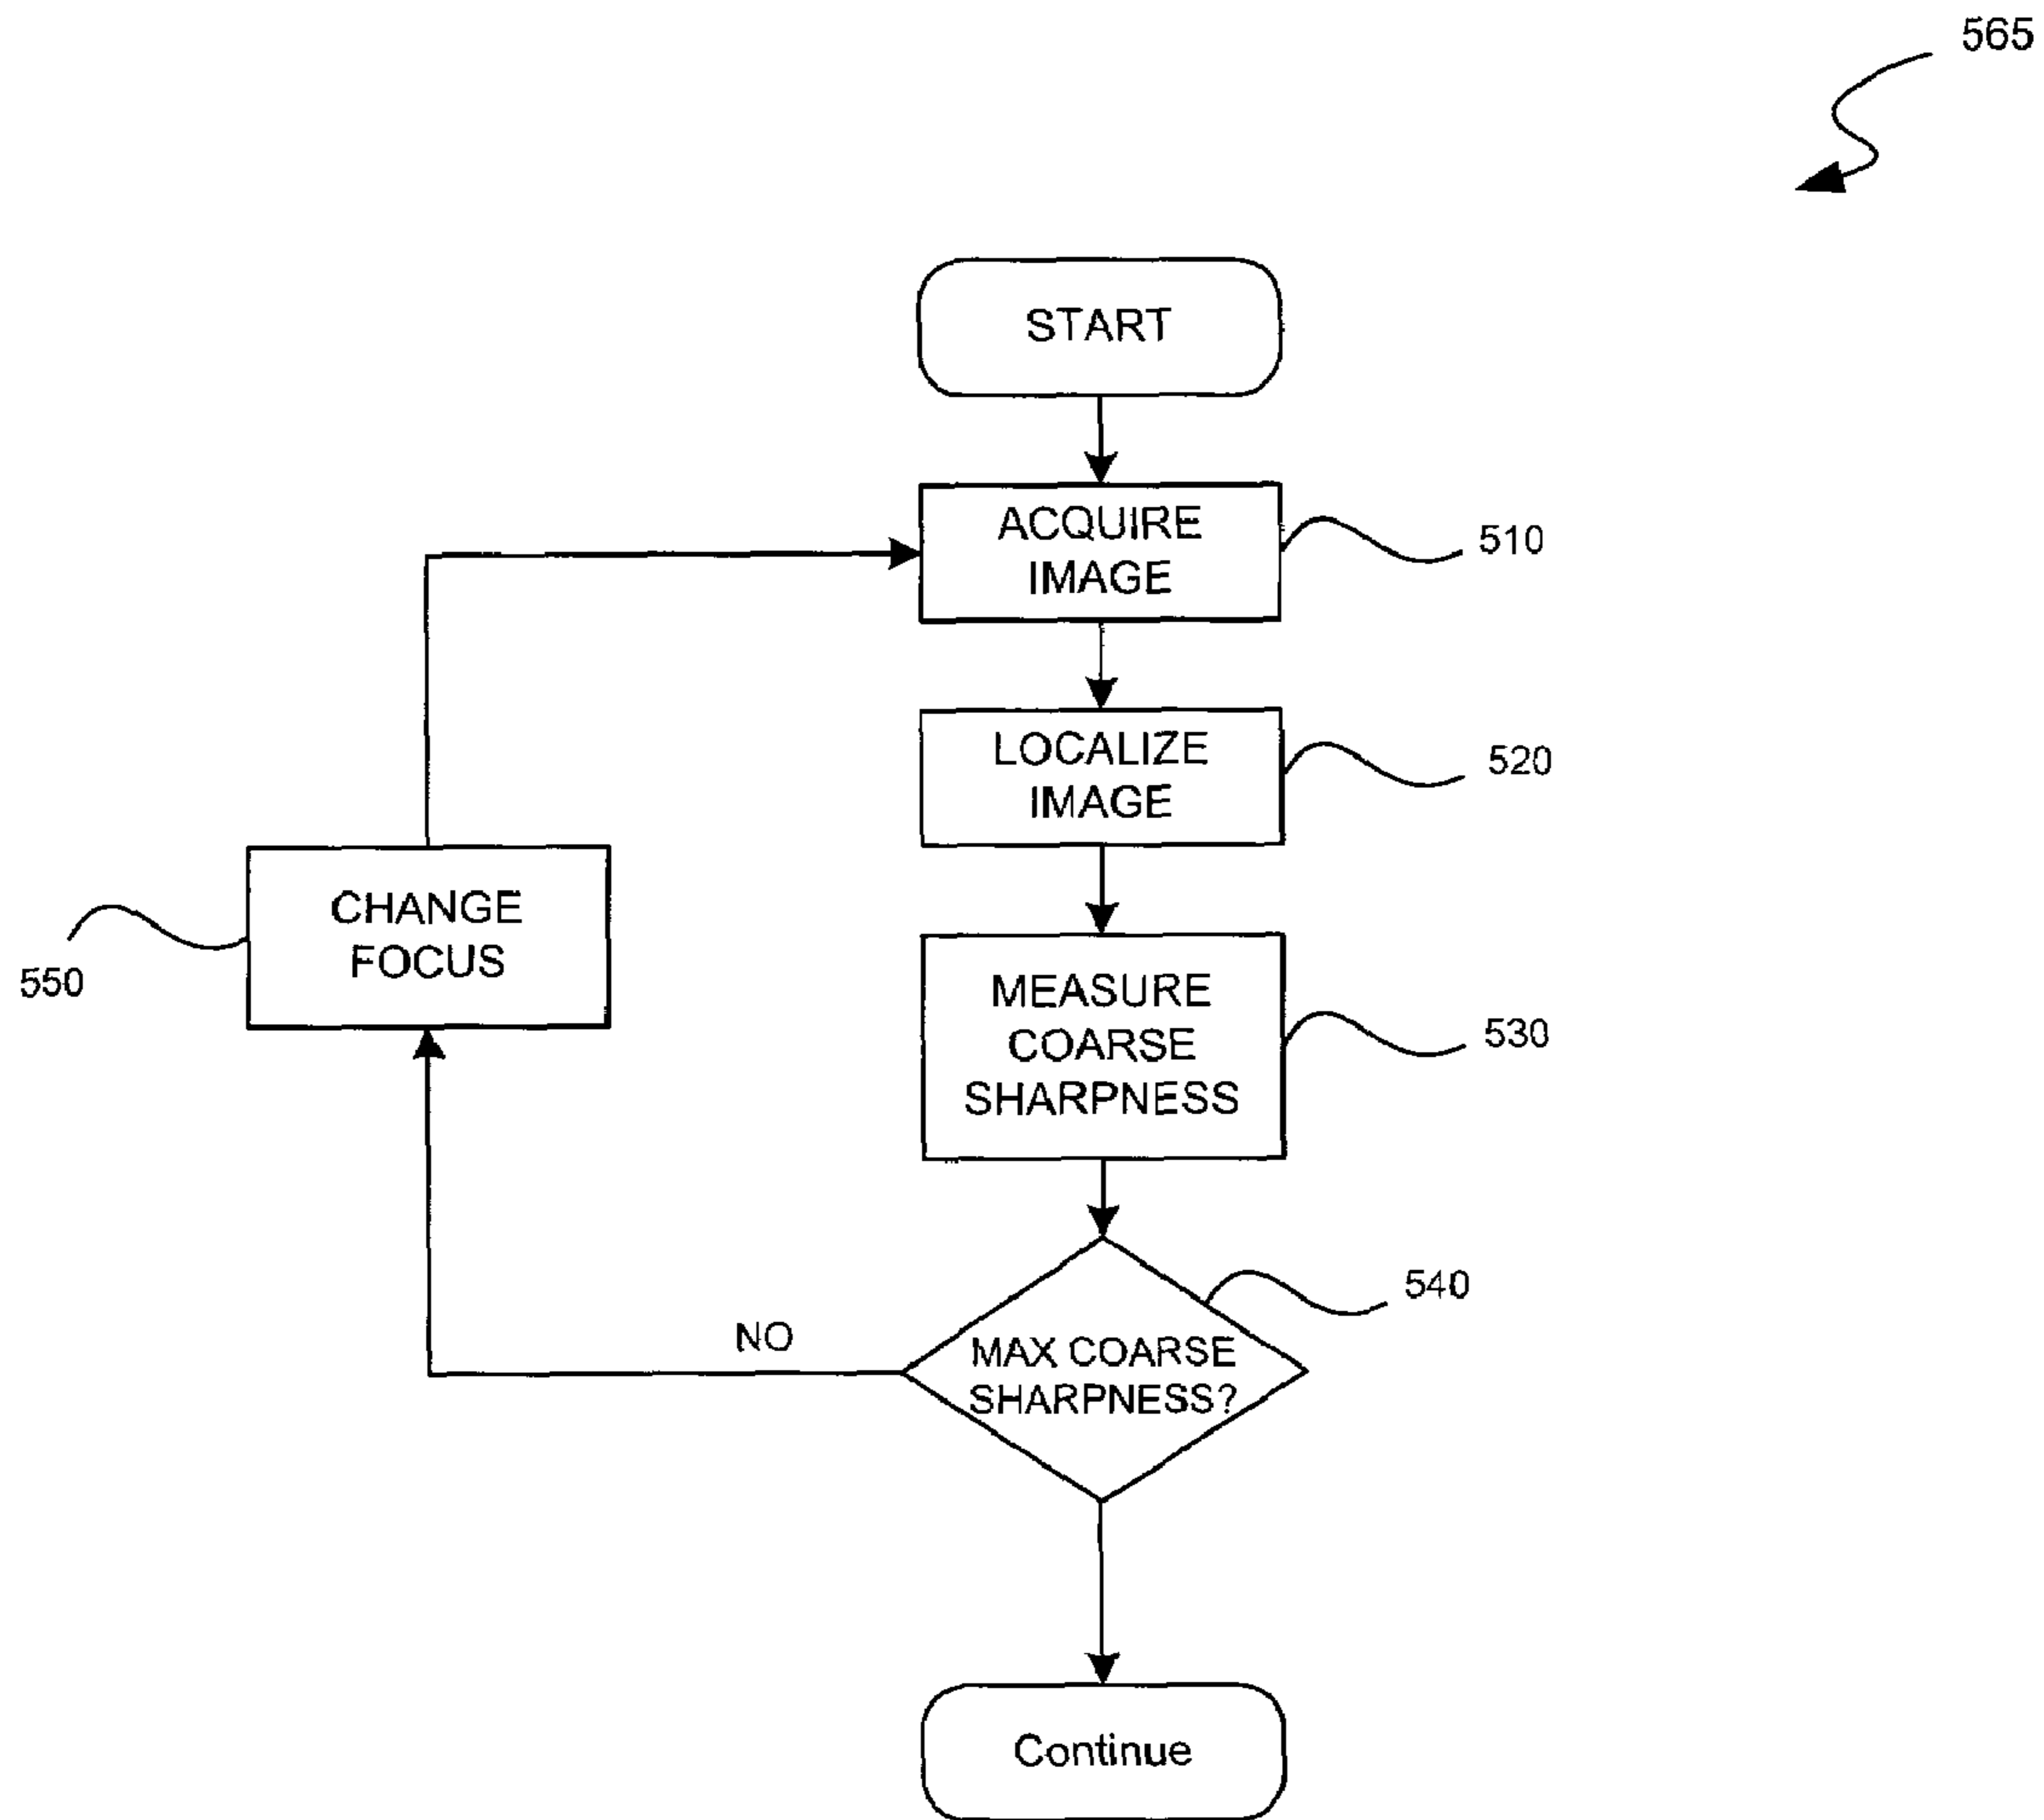 565
START
ACQUIRE
IMAGE
510
LOCALIZE
IMAGE
520
CHANGE
FOCUS
550
MEASURE
COARSE
SHARPNESS
530
540
NO
MAX COARSE
SHARPNESS?
Continue